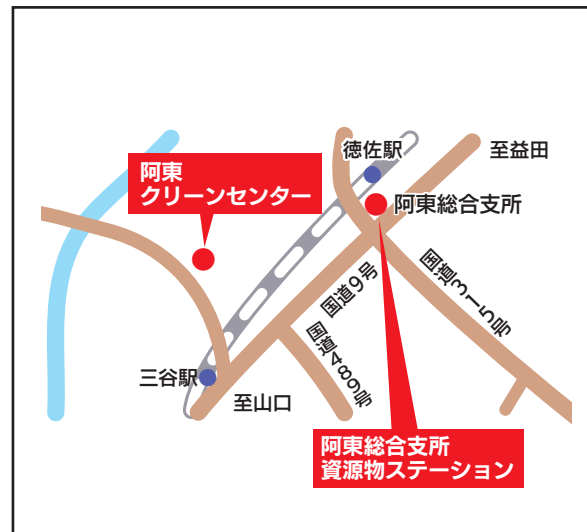 徳佐駅
至益田
阿東
クリーンセンター
阿東総合支所
国道9号
国道315号
国道489号
三谷駅
至山口
阿東総合支所
資源物ステーション